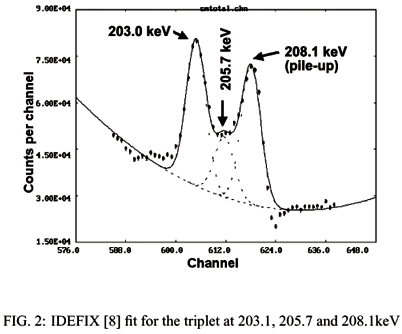 smtotal.chn
9.00E+04
203.0 keV
205.7 keV
208.1 keV
(pile-up)
7.50E+04
6.00E+04
4.50E+04
3.00E+04
1.50E+04
Counts per channel
576.0 588.0 600.0 612.0 624.0 636.0 648.0
Channel
FIG. 2: IDEFIX [8] fit for the triplet at 203.1, 205.7 and 208.1keV